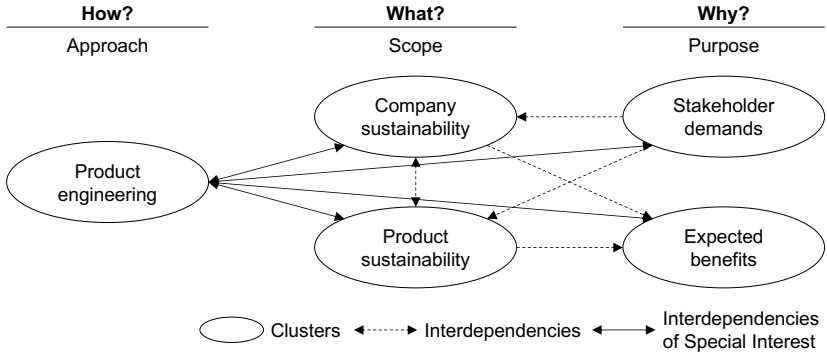 How?
What?
Why?
Approach
Scope
Purpose
Company
sustainability
Stakeholder
demands
Product
engineering
Product
sustainability
Expected
benefits
Clusters
Interdependencies
Interdependencies
of Special Interest